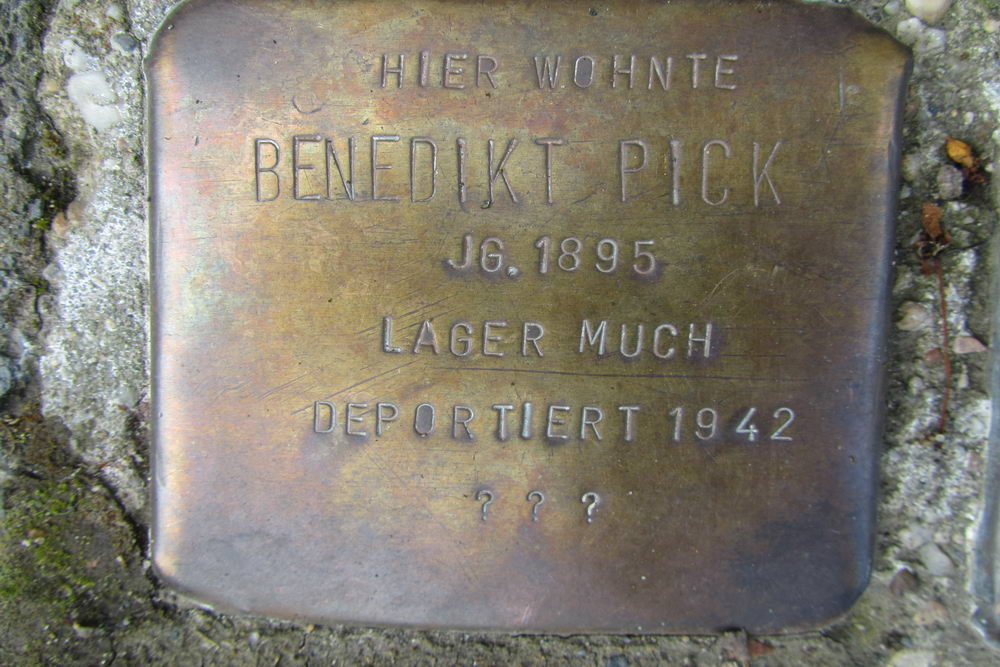 HIER WOHNTE
BENEDIKT PICK
JG. 1895
LAGER MUCH
DEPORTIERT 1942
? ? ?